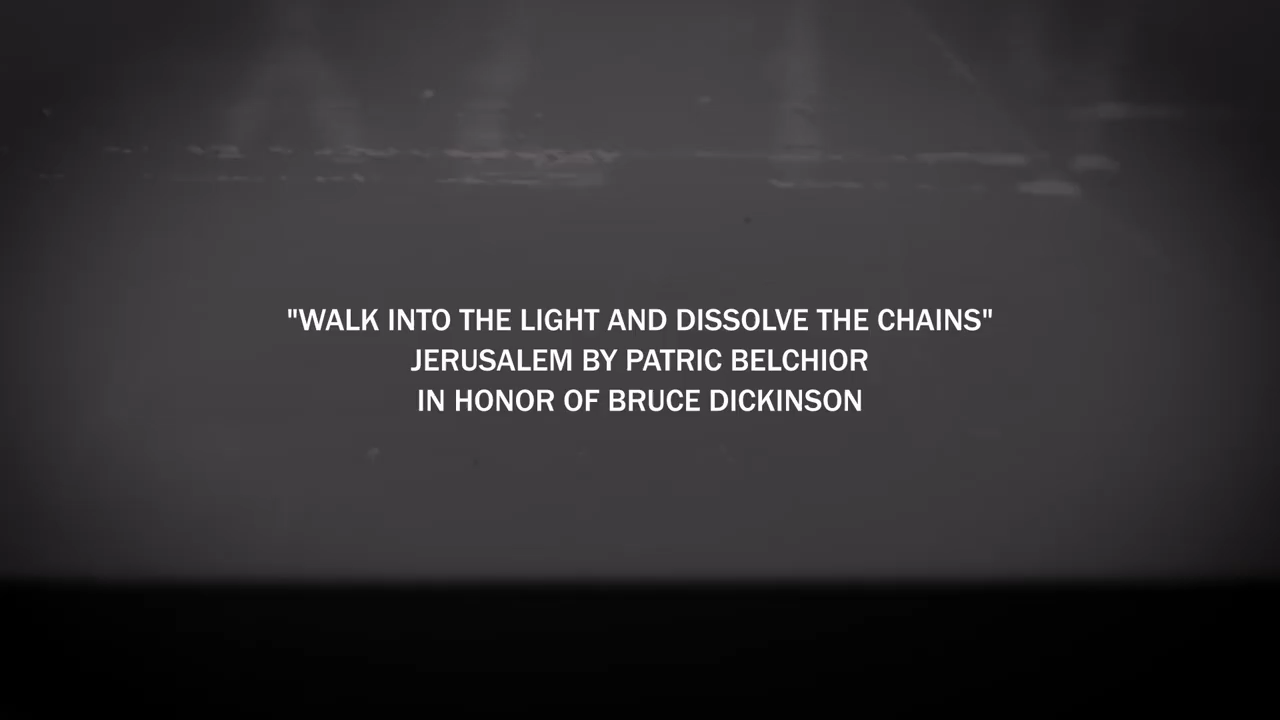 "WALK INTO THE LIGHT AND DISSOLVE THE CHAINS"
JERUSALEM BY PATRIC BELCHIOR
IN HONOR OF BRUCE DICKINSON